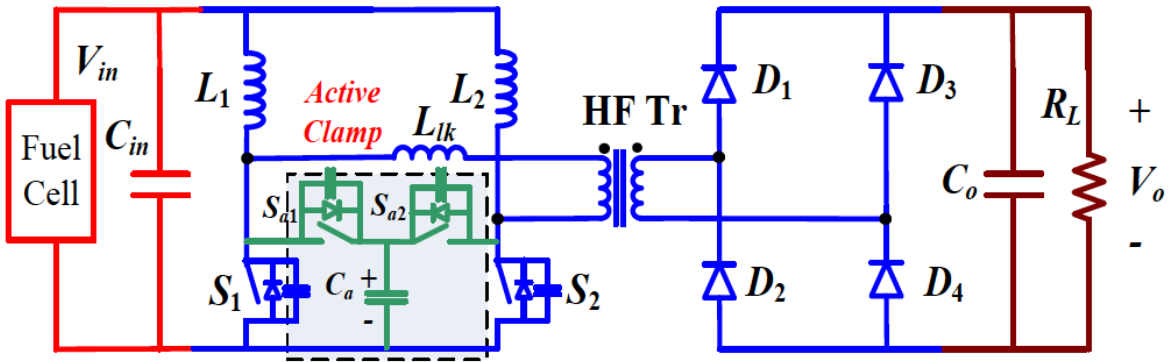 V_in
Fuel
Cell
C_in
L_1
Active
Clamp
L_lk
L_2
HF Tr
S_a1
S_a2
S_1
C_a
+
-
S_2
D_1
D_3
D_2
D_4
C_o
R_L
+
V_o
-